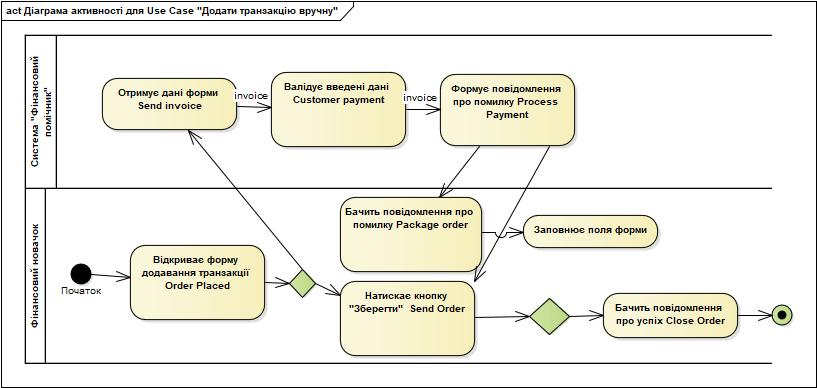 act Діаграма активності для Use Case "Додати транзакцію вручну"
Система "Фінансовий
помічник"
Отримує дані форми
Send invoice
invoice
Валідує введені дані
Customer payment
invoice
Формує повідомлення
про помилку Process
Payment
Фінансовий новачок
Початок
Відкриває форму
додавання транзакції
Order Placed
Бачить повідомлення про
помилку Package order
Заповнює поля форми
Натискає кнопку
"Зберегти"  Send Order
Бачить повідомлення
про успіх Close Order